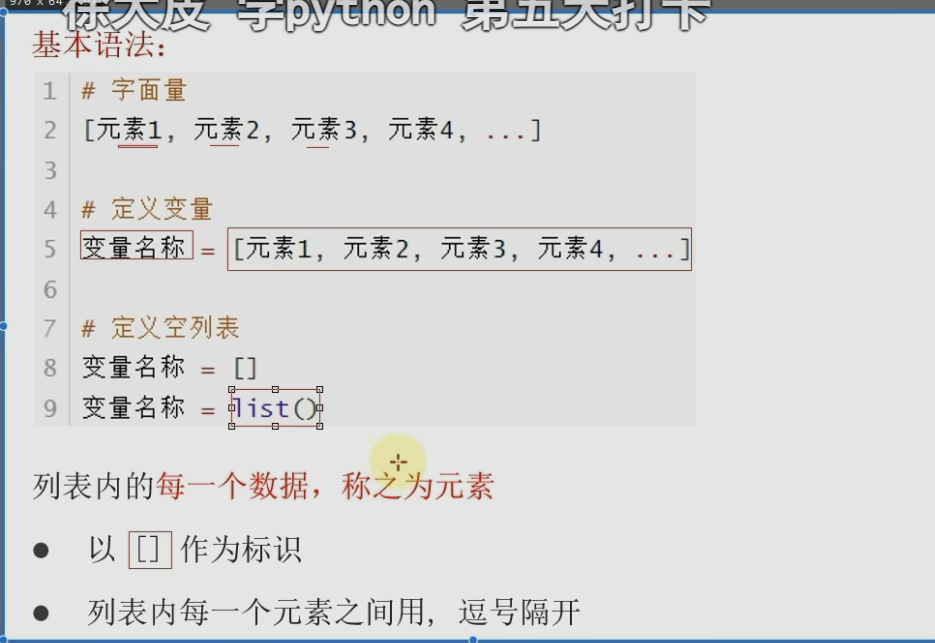 徐大皮 学python 第五天打卡
基本语法：
1 # 字面量
2 [元素1, 元素2, 元素3, 元素4, ...]
3
4 # 定义变量
5 变量名称 = [元素1, 元素2, 元素3, 元素4, ...]
6
7 # 定义空列表
8 变量名称 = []
9 变量名称 = list()
列表内的每一个数据，称之为元素
● 以 [] 作为标识
● 列表内每一个元素之间用, 逗号隔开